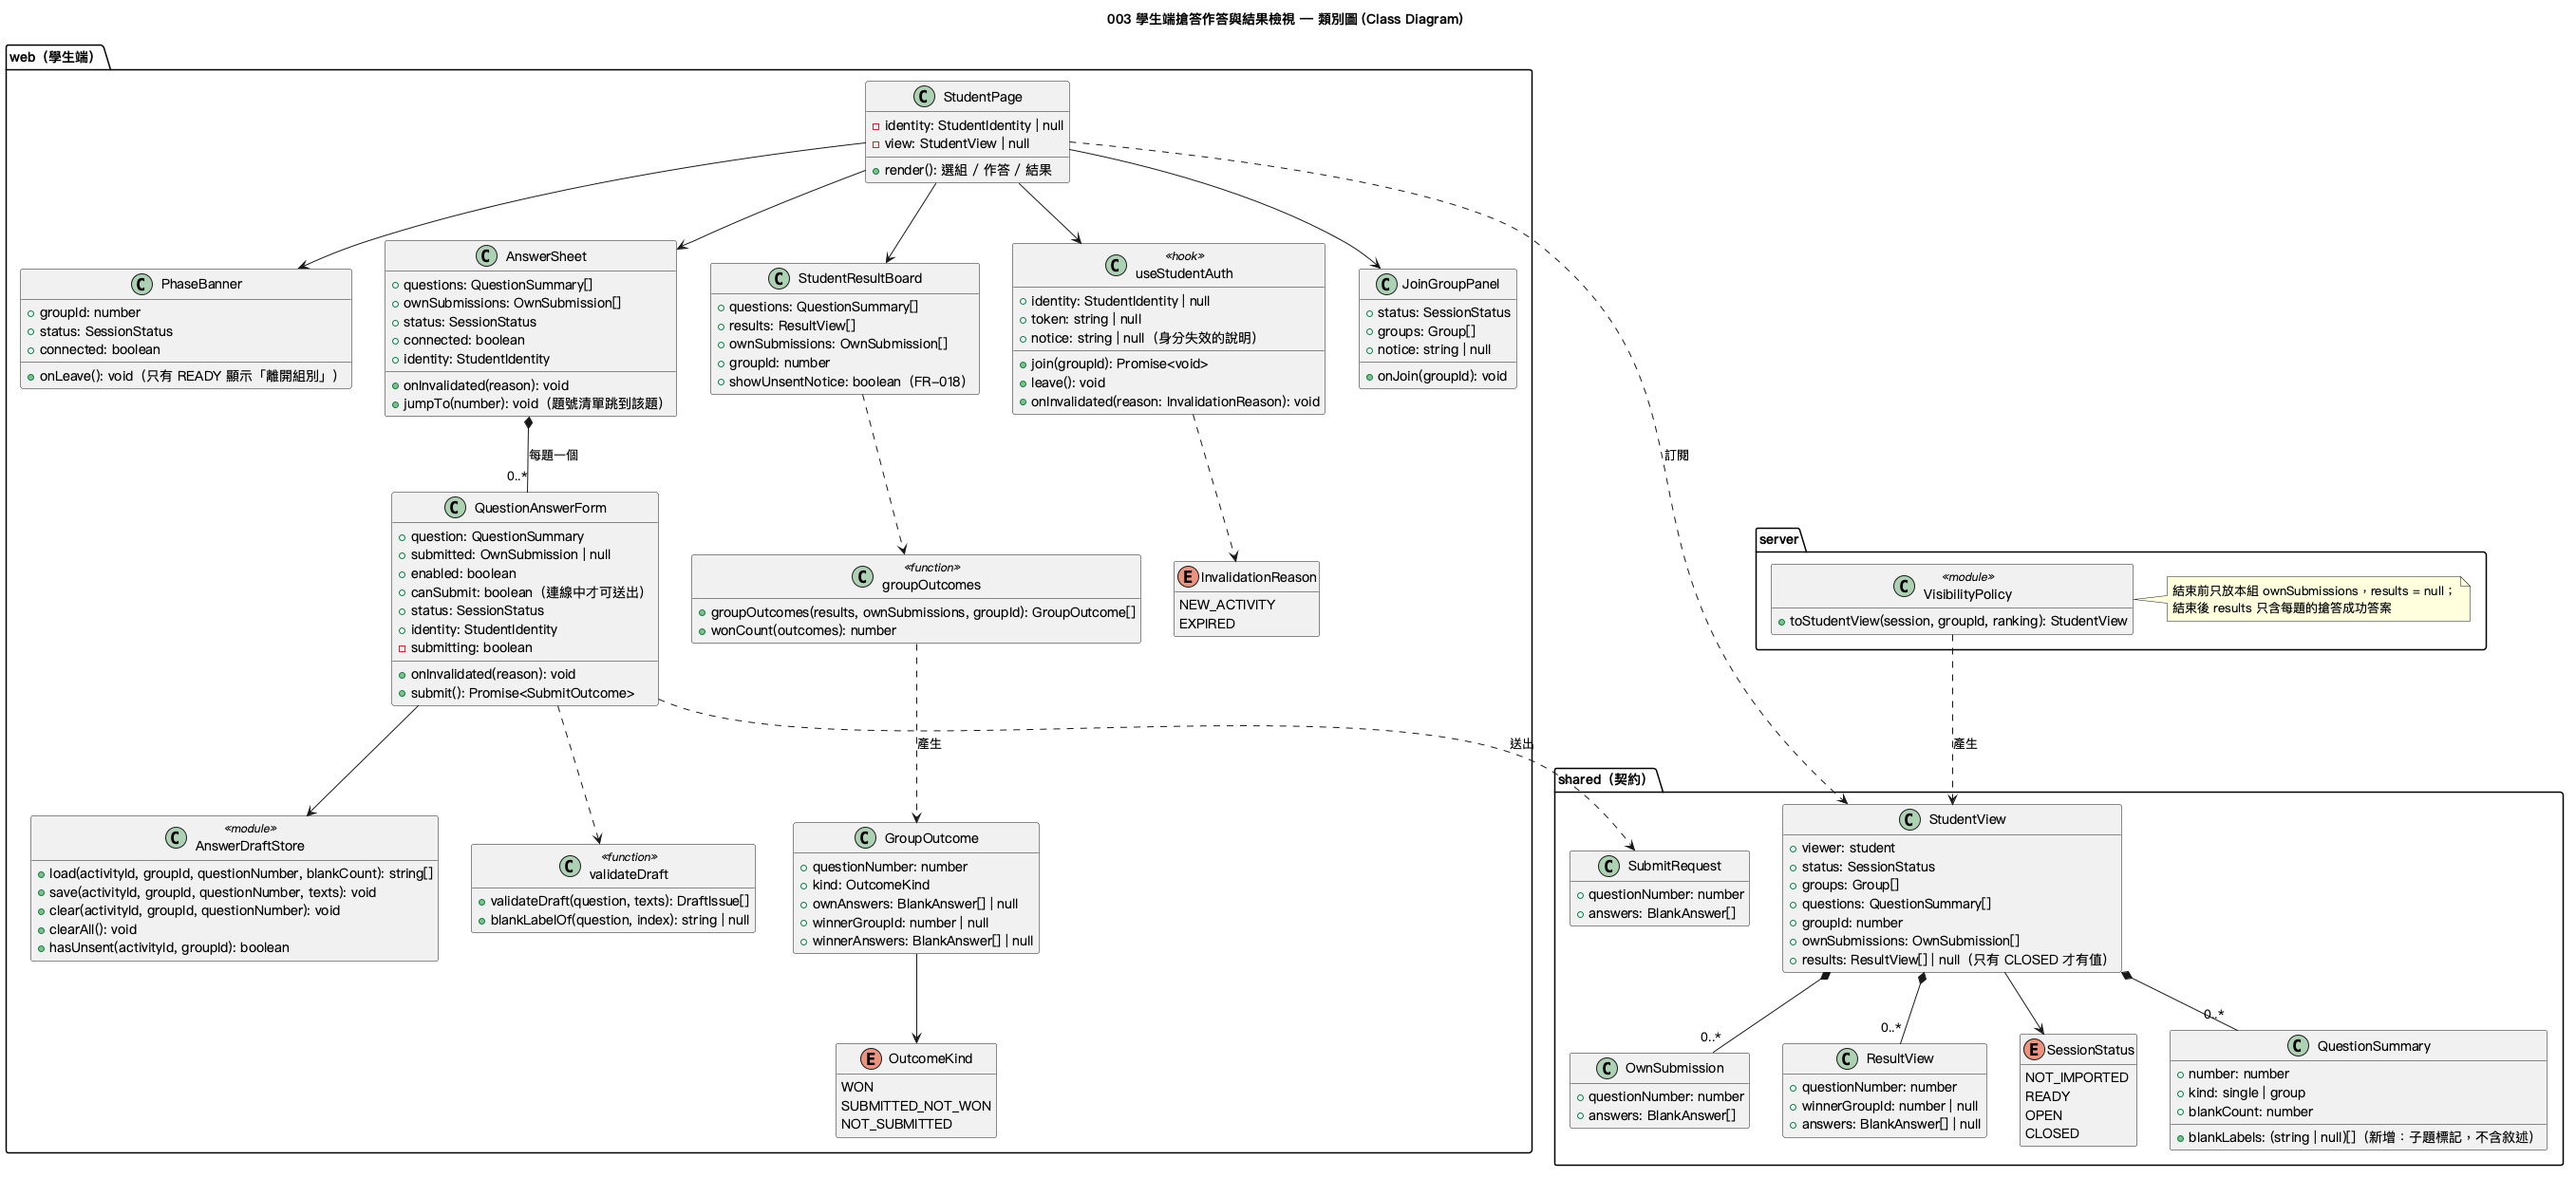 003 學生端搶答作答與結果檢視 — 類別圖 (Class Diagram)
web（學生端）
C StudentPage
identity: StudentIdentity | null
view: StudentView | null
render(): 選組 / 作答 / 結果
C PhaseBanner
groupId: number
status: SessionStatus
connected: boolean
onLeave(): void（只有 READY 顯示「離開組別」）
C AnswerSheet
questions: QuestionSummary[]
ownSubmissions: OwnSubmission[]
status: SessionStatus
connected: boolean
identity: StudentIdentity
onInvalidated(reason): void
jumpTo(number): void（題號清單跳到該題）
C StudentResultBoard
questions: QuestionSummary[]
results: ResultView[]
ownSubmissions: OwnSubmission[]
groupId: number
showUnsentNotice: boolean（FR-018）
«hook»
C useStudentAuth
identity: StudentIdentity | null
token: string | null
notice: string | null（身分失效的說明）
join(groupId): Promise<void>
leave(): void
onInvalidated(reason: InvalidationReason): void
C JoinGroupPanel
status: SessionStatus
groups: Group[]
notice: string | null
onJoin(groupId): void
每題一個
0..*
訂閱
C QuestionAnswerForm
question: QuestionSummary
submitted: OwnSubmission | null
enabled: boolean
canSubmit: boolean（連線中才可送出）
status: SessionStatus
identity: StudentIdentity
submitting: boolean
onInvalidated(reason): void
submit(): Promise<SubmitOutcome>
«function»
C groupOutcomes
groupOutcomes(results, ownSubmissions, groupId): GroupOutcome[]
wonCount(outcomes): number
E InvalidationReason
NEW_ACTIVITY
EXPIRED
server
«module»
C VisibilityPolicy
toStudentView(session, groupId, ranking): StudentView
結束前只放本組 ownSubmissions，results = null；
結束後 results 只含每題的搶答成功答案
產生
送出
產生
«module»
C AnswerDraftStore
load(activityId, groupId, questionNumber, blankCount): string[]
save(activityId, groupId, questionNumber, texts): void
clear(activityId, groupId, questionNumber): void
clearAll(): void
hasUnsent(activityId, groupId): boolean
«function»
C validateDraft
validateDraft(question, texts): DraftIssue[]
blankLabelOf(question, index): string | null
C GroupOutcome
questionNumber: number
kind: OutcomeKind
ownAnswers: BlankAnswer[] | null
winnerGroupId: number | null
winnerAnswers: BlankAnswer[] | null
E OutcomeKind
WON
SUBMITTED_NOT_WON
NOT_SUBMITTED
shared（契約）
C SubmitRequest
questionNumber: number
answers: BlankAnswer[]
C StudentView
viewer: student
status: SessionStatus
groups: Group[]
questions: QuestionSummary[]
groupId: number
ownSubmissions: OwnSubmission[]
results: ResultView[] | null（只有 CLOSED 才有值）
0..*
0..*
0..*
C OwnSubmission
questionNumber: number
answers: BlankAnswer[]
C ResultView
questionNumber: number
winnerGroupId: number | null
answers: BlankAnswer[] | null
E SessionStatus
NOT_IMPORTED
READY
OPEN
CLOSED
C QuestionSummary
number: number
kind: single | group
blankCount: number
blankLabels: (string | null)[]（新增：子題標記，不含敘述）